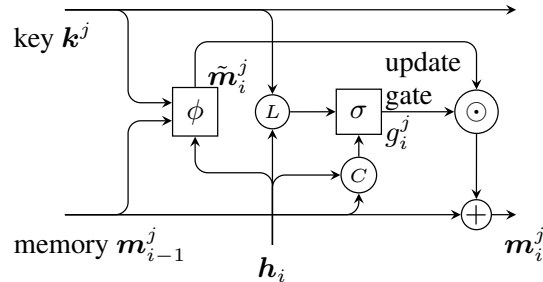 key k^j
m̃_i^j
update
gate
g_i^j
ϕ
L
σ
⊙
C
+
memory m_{i−1}^j
h_i
m_i^j